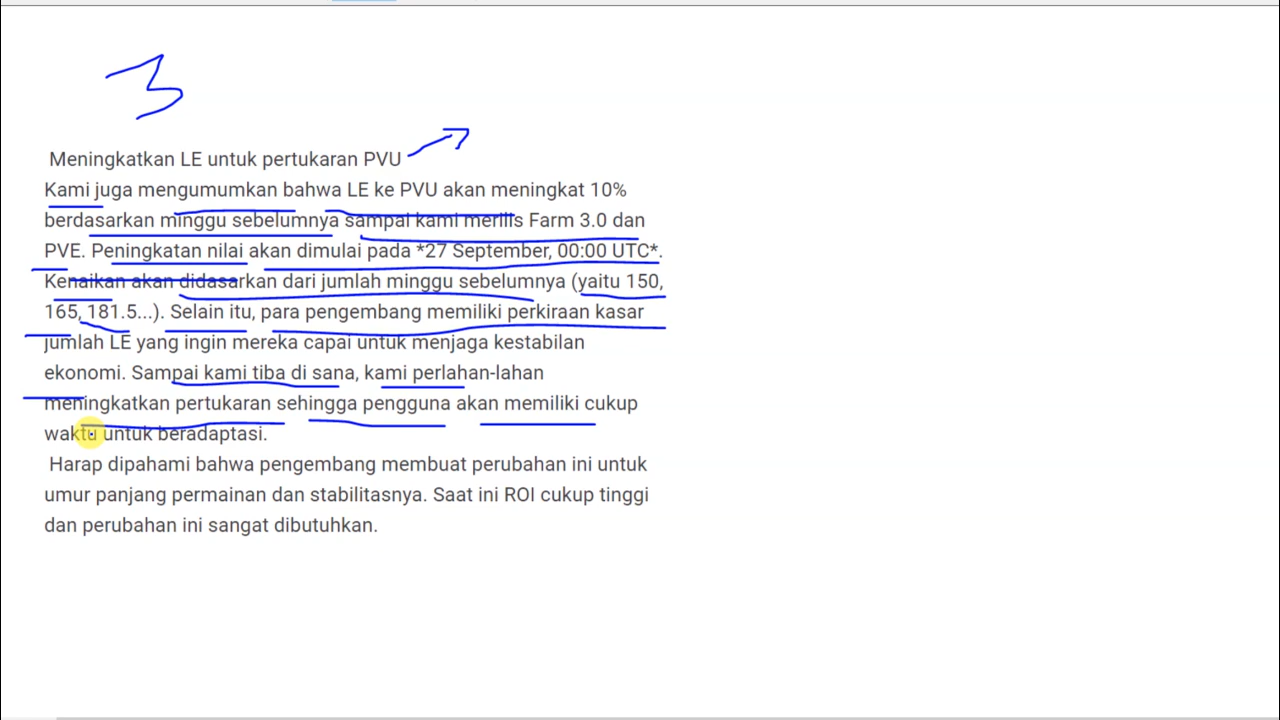 3
Meningkatkan LE untuk pertukaran PVU
Kami juga mengumumkan bahwa LE ke PVU akan meningkat 10%
berdasarkan minggu sebelumnya sampai kami merilis Farm 3.0 dan
PVE. Peningkatan nilai akan dimulai pada *27 September, 00:00 UTC*.
Kenaikan akan didasarkan dari jumlah minggu sebelumnya (yaitu 150,
165, 181.5...). Selain itu, para pengembang memiliki perkiraan kasar
jumlah LE yang ingin mereka capai untuk menjaga kestabilan
ekonomi. Sampai kami tiba di sana, kami perlahan-lahan
meningkatkan pertukaran sehingga pengguna akan memiliki cukup
waktu untuk beradaptasi.
Harap dipahami bahwa pengembang membuat perubahan ini untuk
umur panjang permainan dan stabilitasnya. Saat ini ROI cukup tinggi
dan perubahan ini sangat dibutuhkan.